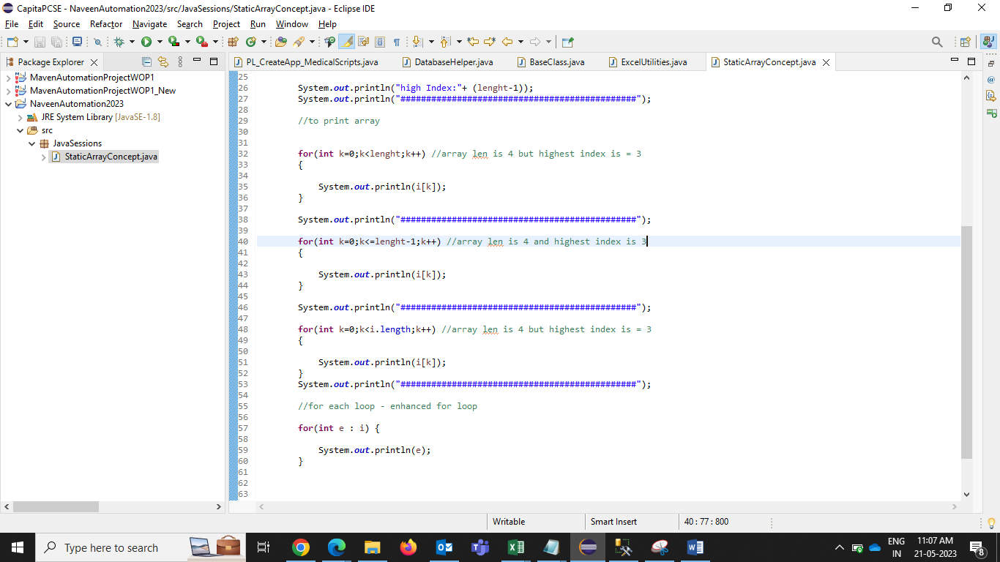 CapitaPCSE - NaveenAutomation2023/src/JavaSessions/StaticArrayConcept.java - Eclipse IDE
File Edit Source Refactor Navigate Search Project Run Window Help
Package Explorer
PL_CreateApp_MedicalScripts.java DatabaseHelper.java BaseClass.java ExcelUtilities.java StaticArrayConcept.java
MavenAutomationProjectWOP1
MavenAutomationProjectWOP1_New
NaveenAutomation2023
JRE System Library [JavaSE-1.8]
src
JavaSessions
StaticArrayConcept.java
25
26 System.out.println("high Index:"+ (lenght-1));
27 System.out.println("##############################################");
28
29 //to print array
30
31
32 for(int k=0;k<lenght;k++) //array len is 4 but highest index is = 3
33 {
34
35 System.out.println(i[k]);
36 }
37
38 System.out.println("##############################################");
39
40 for(int k=0;k<=lenght-1;k++) //array len is 4 and highest index is 3
41 {
42
43 System.out.println(i[k]);
44 }
45
46 System.out.println("##############################################");
47
48 for(int k=0;k<i.length;k++) //array len is 4 but highest index is = 3
49 {
50
51 System.out.println(i[k]);
52 }
53 System.out.println("##############################################");
54
55 //for each loop - enhanced for loop
56
57 for(int e : i) {
58
59 System.out.println(e);
60 }
61
62
63
Writable Smart Insert 40 : 77 : 800
Type here to search
ENG
IN
11:07 AM
21-05-2023
8